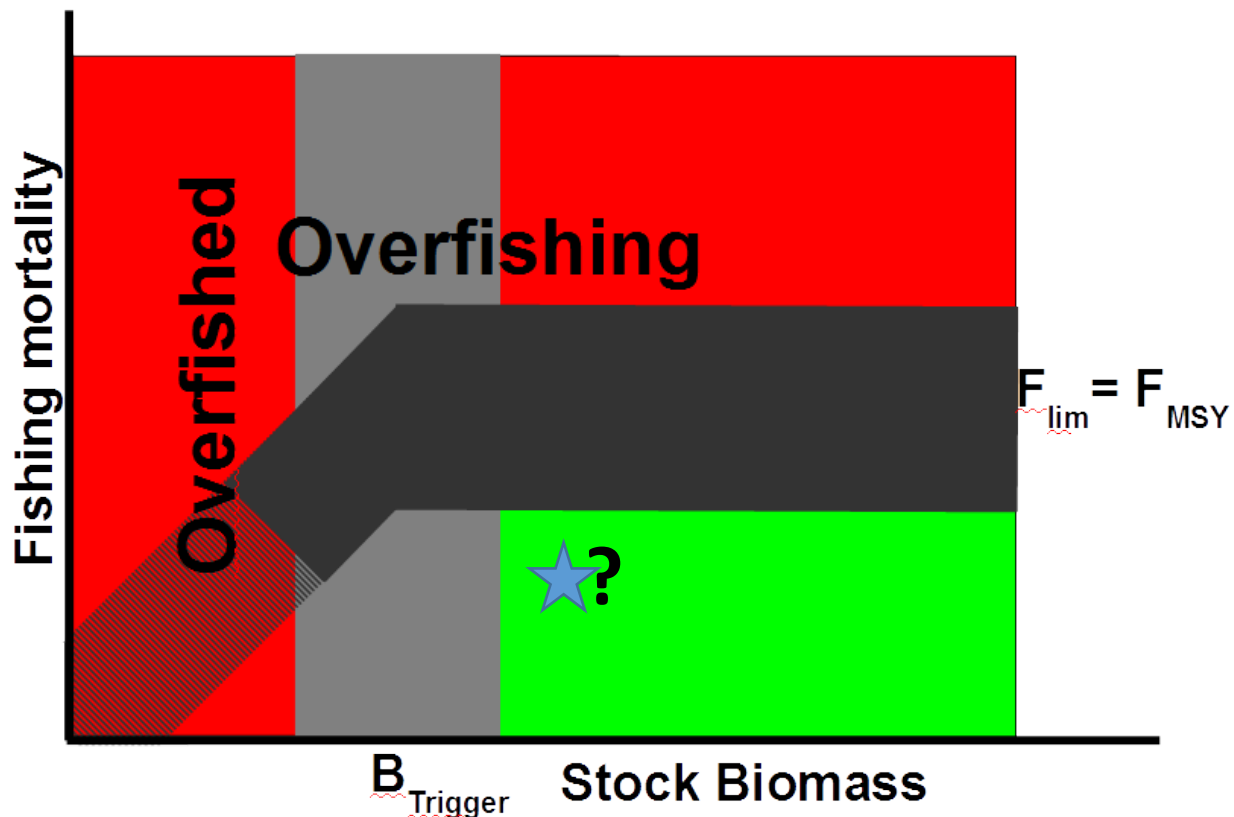 Fishing mortality
Overfished
Overfishing
F lim = F MSY
?
B Trigger
Stock Biomass